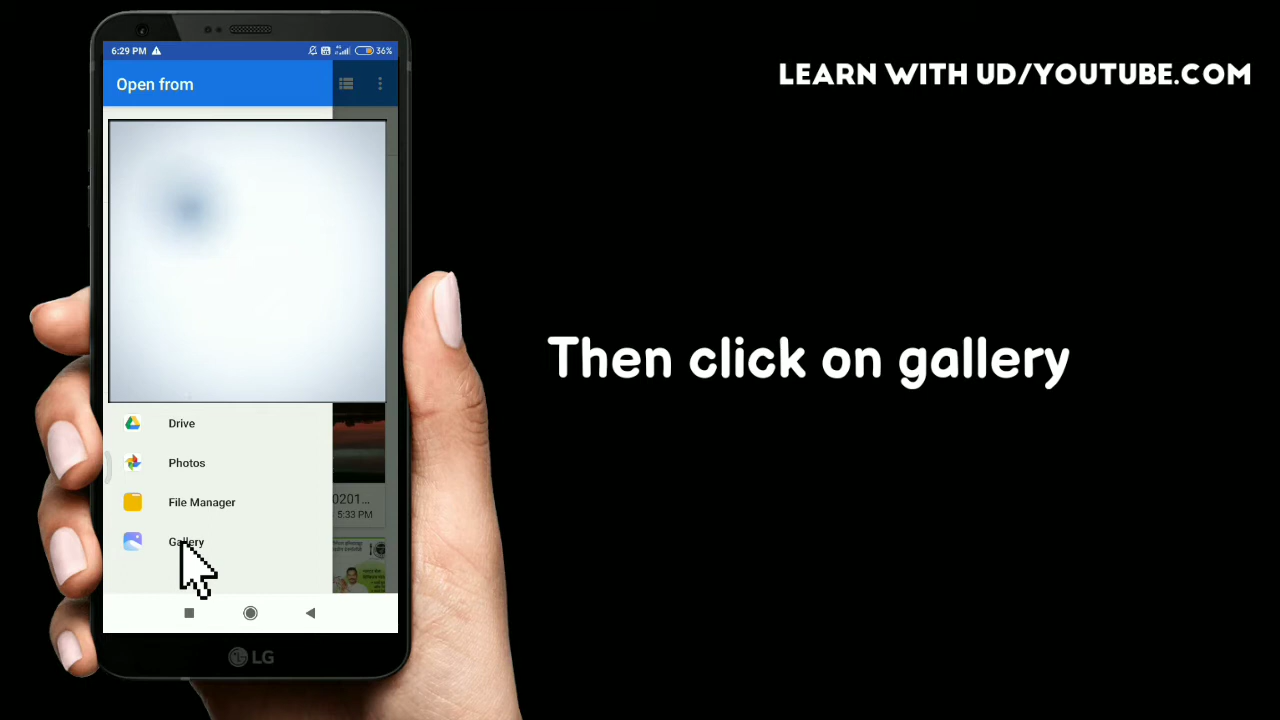 LEARN WITH UD/YOUTUBE.COM
6:29 PM
36%
Open from
Then click on gallery
Drive
Photos
File Manager
0201...
5:33 PM
Gallery
LG